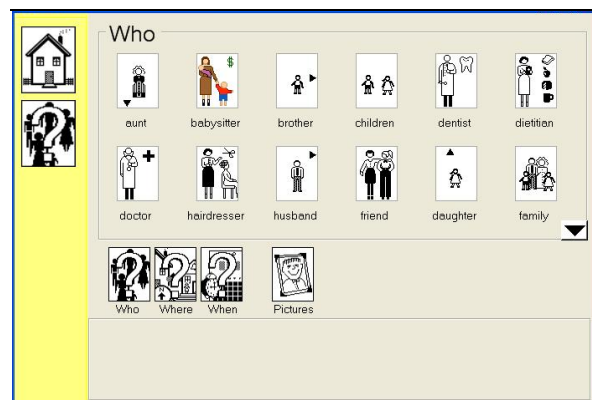 Who
aunt babysitter brother children dentist dietitian
doctor hairdresser husband friend daughter family
Who Where When Pictures